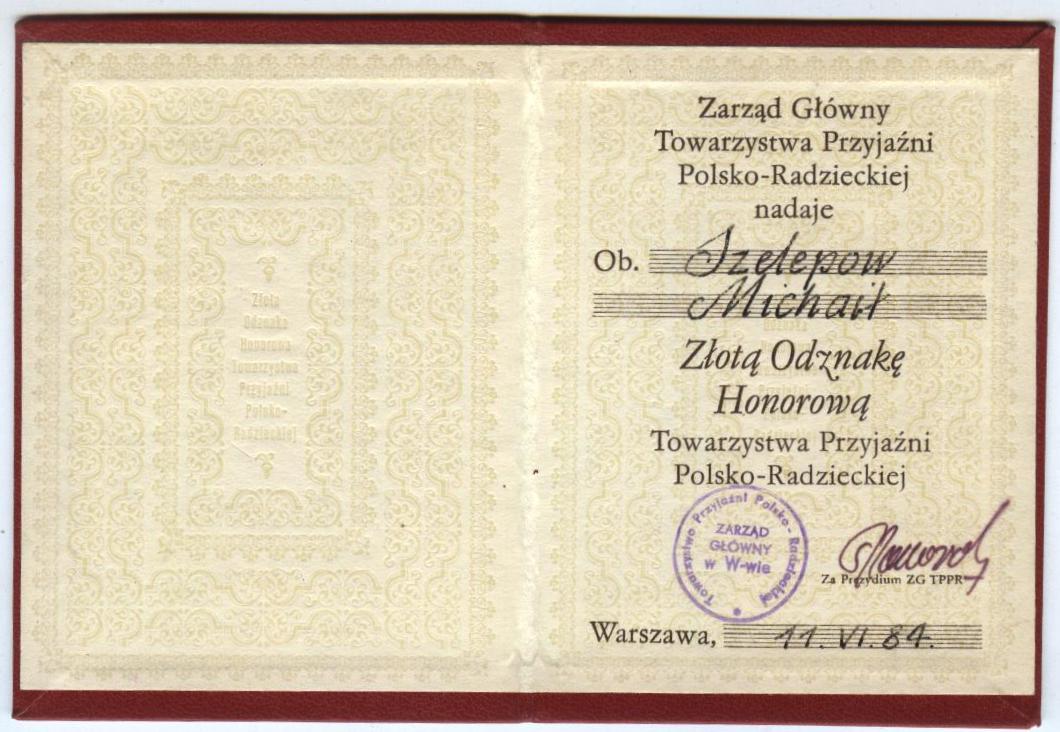 Złota
Odznaka
Honorowa
Towarzystwa
Przyjaźni
Polsko-
Radzieckiej
Zarząd Główny
Towarzystwa Przyjaźni
Polsko-Radzieckiej
nadaje
Ob. Szelepow
Michaił
Złotą Odznakę
Honorową
Towarzystwa Przyjaźni
Polsko-Radzieckiej
Towarzystwo Przyjaźni Polsko-Radzieckiej
ZARZĄD
GŁÓWNY
w W-wie
Za Prezydium ZG TPPR
Warszawa, 11. VI. 84.